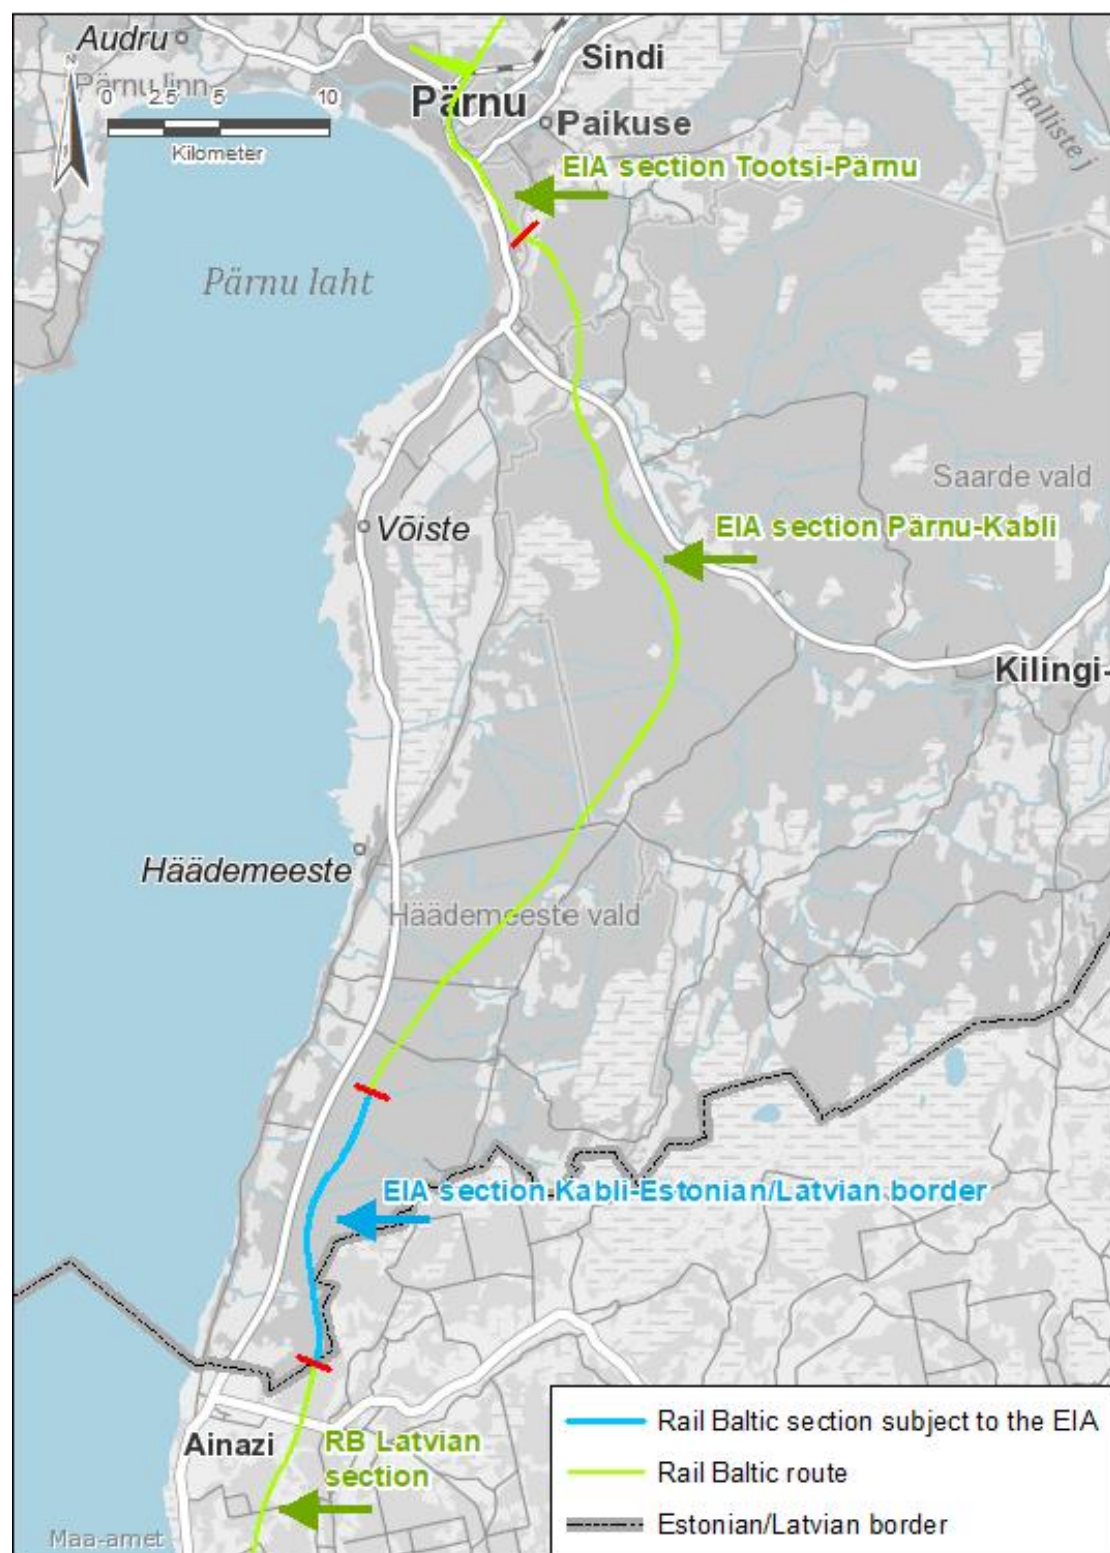 Audru
N
Pärnu linn
Sindi
0 2.5 5 10
Kilometer
Pärnu
Paikuse
Halliste j
EIA section Tootsi-Pärnu
Pärnu laht
Saarde vald
EIA section Pärnu-Kabli
Võiste
Kilingi-
Häädemeeste
Häädemeeste vald
EIA section Kabli-Estonian/Latvian border
Ainazi
RB Latvian
section
Rail Baltic section subject to the EIA
Rail Baltic route
Estonian/Latvian border
Maa-amet